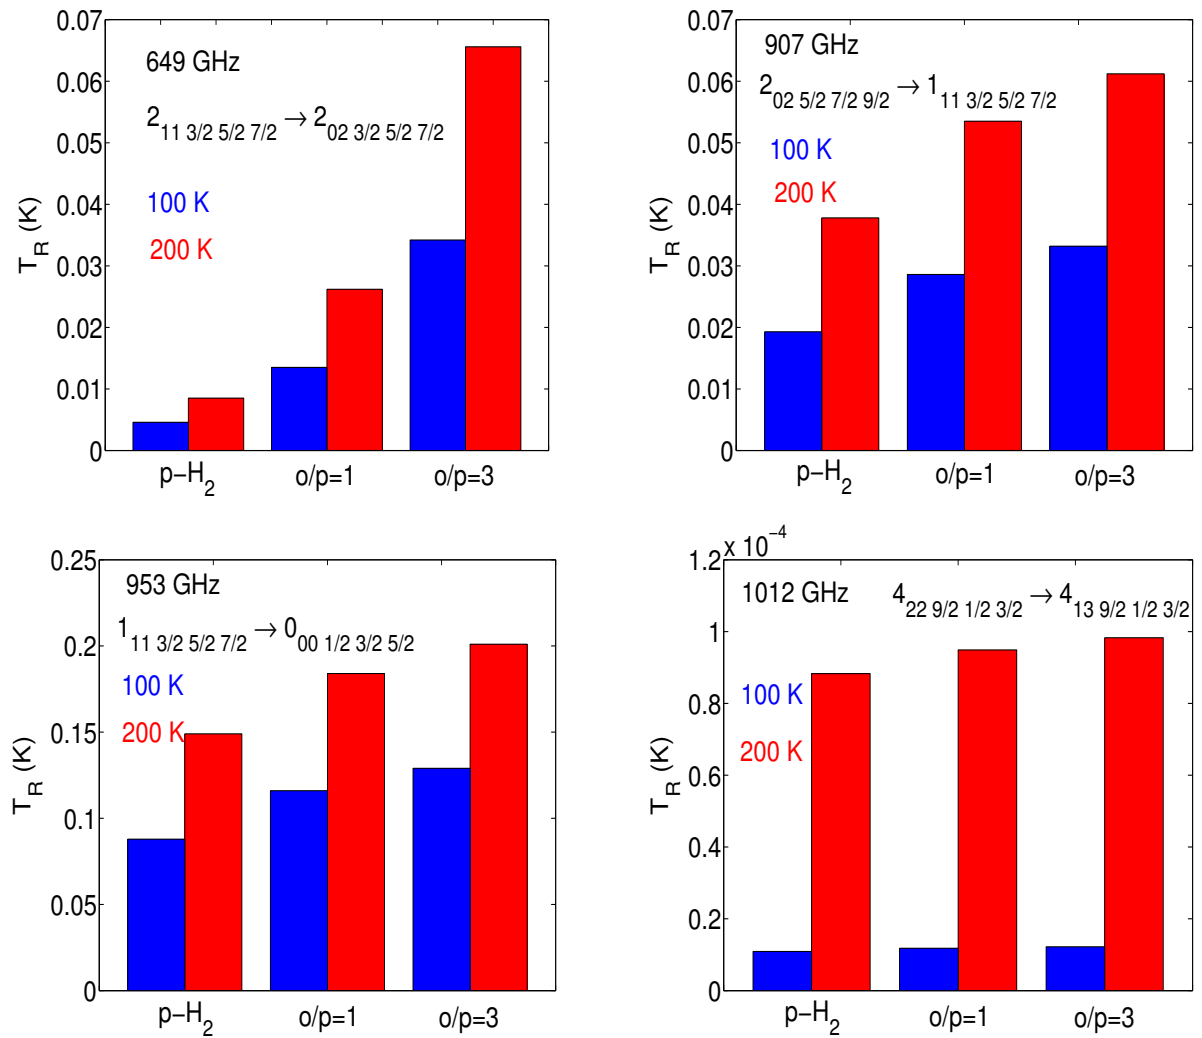 0.07
0.06
0.05
0.04
0.03
0.02
0.01
0
T_R (K)
649 GHz
2_11 3/2 5/2 7/2 → 2_02 3/2 5/2 7/2
100 K
200 K
p−H_2
o/p=1
o/p=3
0.07
0.06
0.05
0.04
0.03
0.02
0.01
0
T_R (K)
907 GHz
2_02 5/2 7/2 9/2 → 1_11 3/2 5/2 7/2
100 K
200 K
p−H_2
o/p=1
o/p=3
0.25
0.2
0.15
0.1
0.05
0
T_R (K)
953 GHz
1_11 3/2 5/2 7/2 → 0_00 1/2 3/2 5/2
100 K
200 K
p−H_2
o/p=1
o/p=3
x 10^−4
1.2
1
0.8
0.6
0.4
0.2
0
T_R (K)
1012 GHz
4_22 9/2 1/2 3/2 → 4_13 9/2 1/2 3/2
100 K
200 K
p−H_2
o/p=1
o/p=3